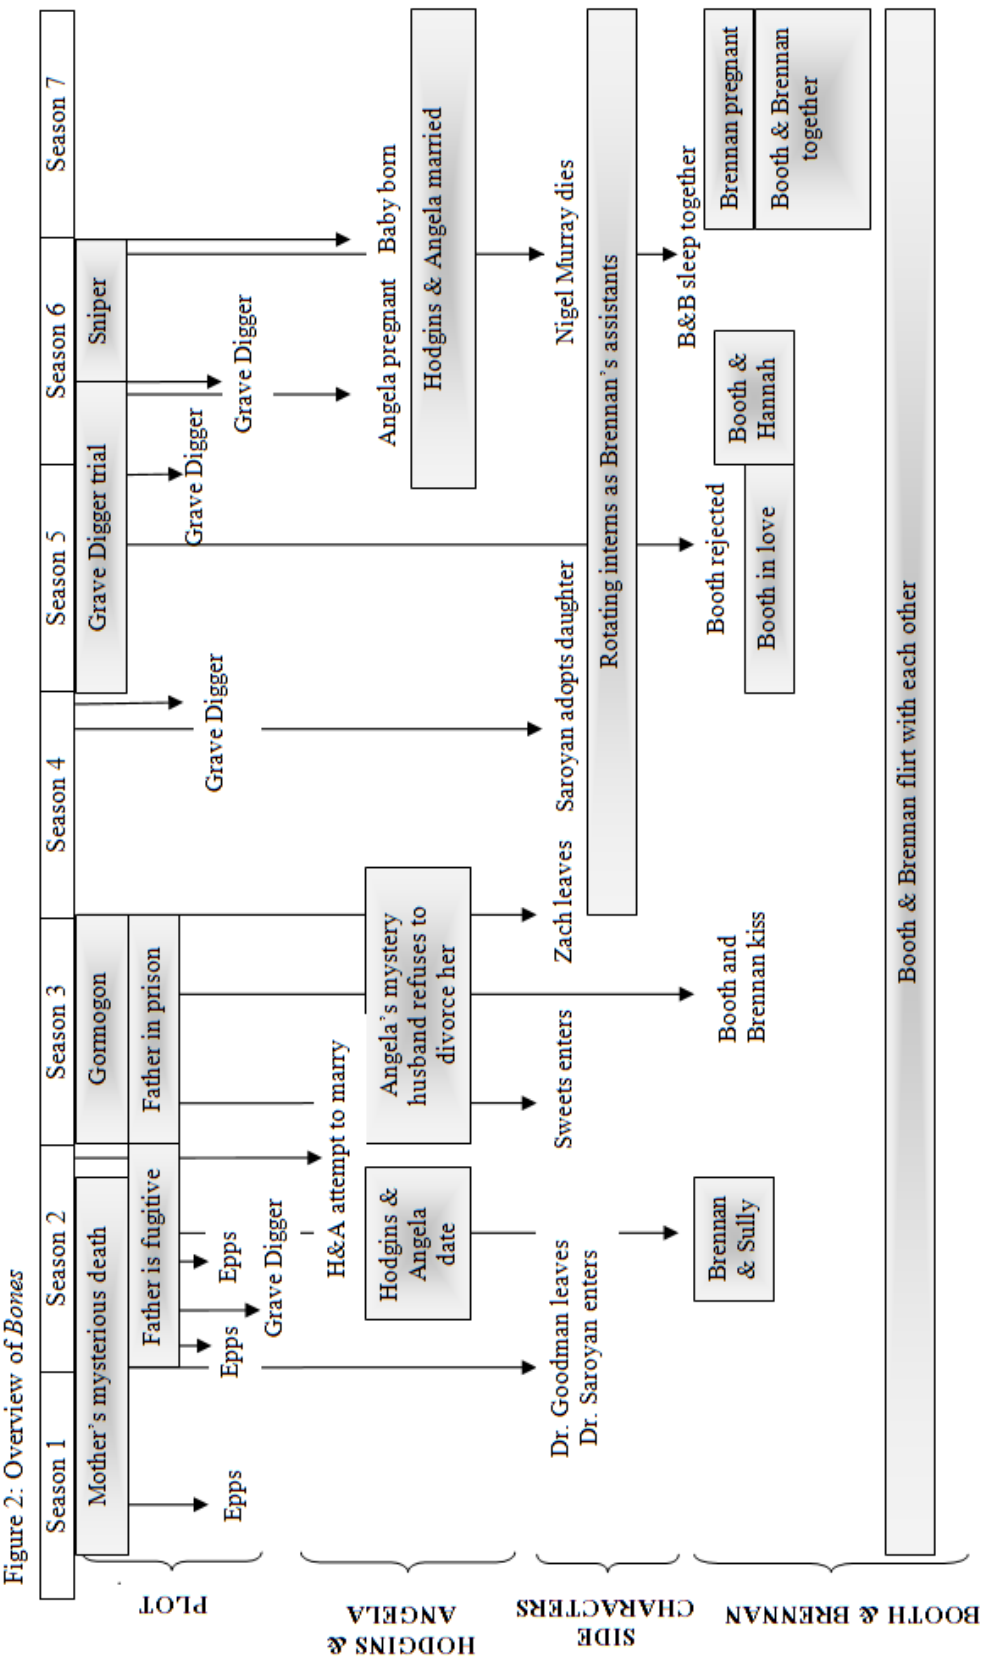 Figure 2: Overview of Bones
Season 1
Season 2
Season 3
Season 4
Season 5
Season 6
Season 7
PLOT
Mother's mysterious death
Gormogon
Grave Digger trial
Sniper
Father is fugitive
Father in prison
Epps
Epps
Epps
Grave Digger
Grave Digger
Grave Digger
Grave Digger
HODGINS &
ANGELA
H&A attempt to marry
Hodgins &
Angela
date
Angela's mystery
husband refuses to
divorce her
Angela pregnant
Baby born
Hodgins & Angela married
SIDE
CHARACTERS
Dr. Goodman leaves
Dr. Saroyan enters
Sweets enters
Zach leaves
Saroyan adopts daughter
Nigel Murray dies
Rotating interns as Brennan's assistants
BOOTH & BRENNAN
Brennan
& Sully
Booth and
Brennan kiss
Booth rejected
Booth in love
Booth &
Hannah
B&B sleep together
Brennan pregnant
Booth & Brennan
together
Booth & Brennan flirt with each other